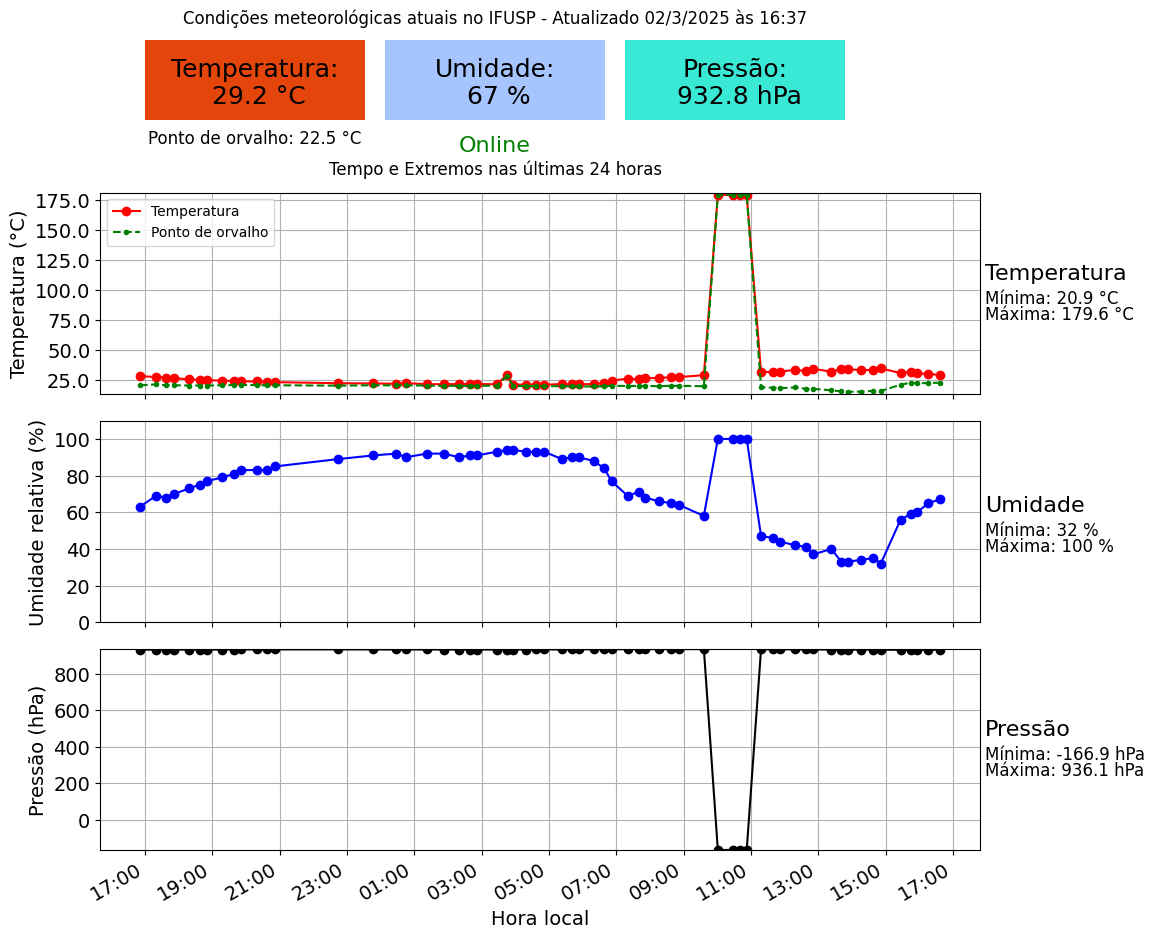 Condições meteorológicas atuais no IFUSP - Atualizado 02/3/2025 às 16:37
Temperatura:
29.2 °C
Umidade:
67 %
Pressão:
932.8 hPa
Ponto de orvalho: 22.5 °C
Online
Tempo e Extremos nas últimas 24 horas
Temperatura (°C)
175.0
150.0
125.0
100.0
75.0
50.0
25.0
Temperatura
Ponto de orvalho
Temperatura
Mínima: 20.9 °C
Máxima: 179.6 °C
Umidade relativa (%)
100
80
60
40
20
0
Umidade
Mínima: 32 %
Máxima: 100 %
Pressão (hPa)
800
600
400
200
0
Pressão
Mínima: -166.9 hPa
Máxima: 936.1 hPa
17:00
19:00
21:00
23:00
01:00
03:00
05:00
07:00
09:00
11:00
13:00
15:00
17:00
Hora local